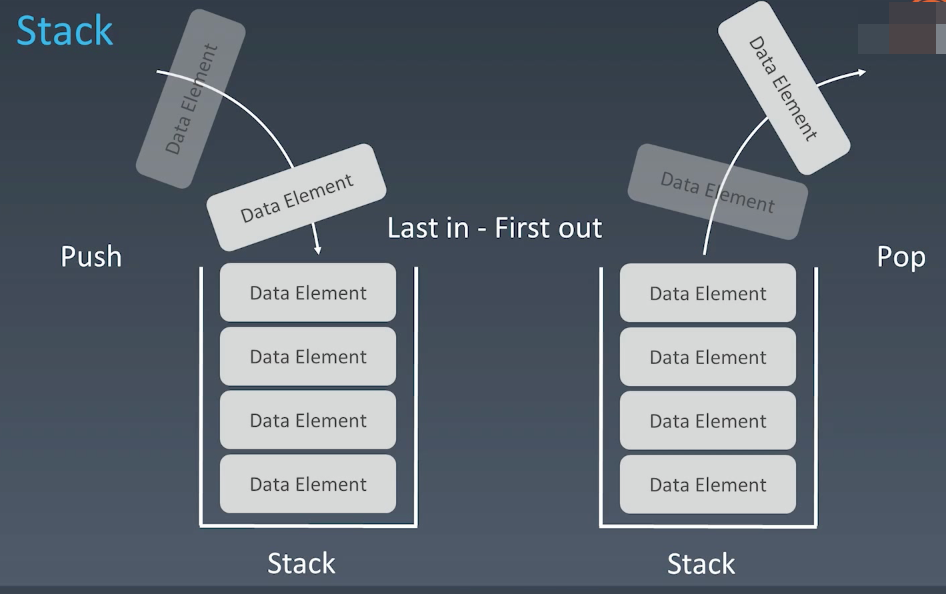 Stack
Data Element
Data Element
Data Element
Data Element
Last in - First out
Push
Pop
Data Element
Data Element
Data Element
Data Element
Data Element
Data Element
Data Element
Data Element
Stack
Stack